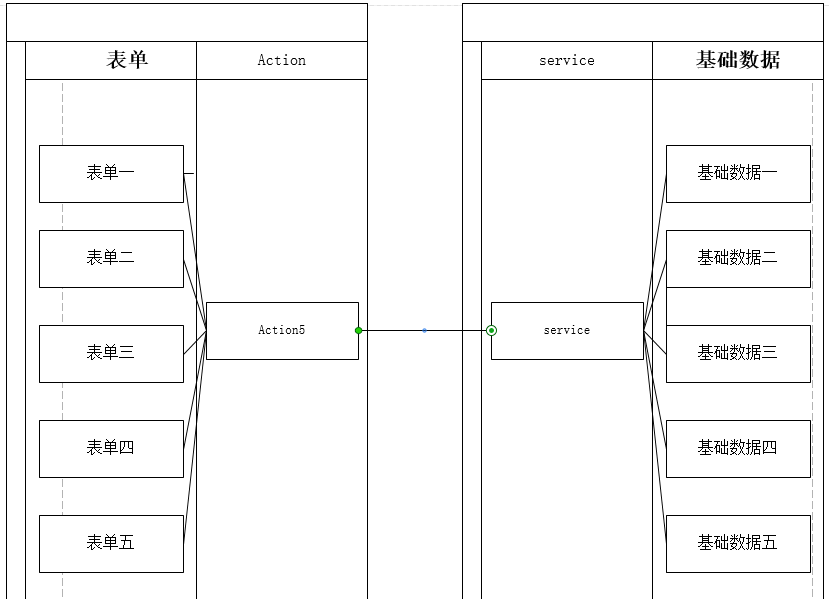 表单
Action
service
基础数据
表单一
基础数据一
表单二
基础数据二
Action5
service
表单三
基础数据三
表单四
基础数据四
表单五
基础数据五